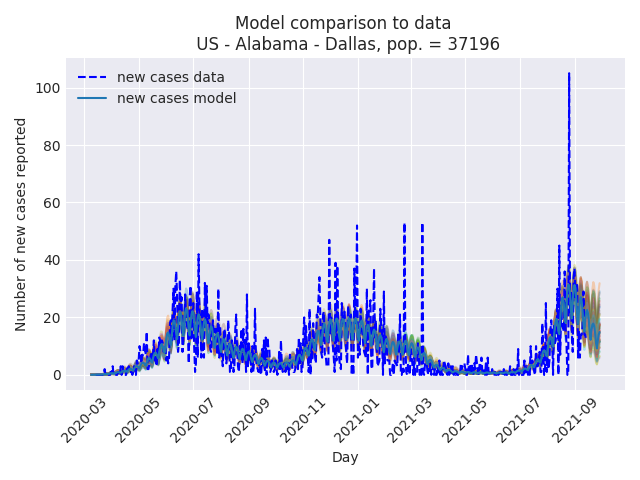 Model comparison to data
US - Alabama - Dallas, pop. = 37196
new cases data
new cases model
Number of new cases reported
100
80
60
40
20
0
2020-03
2020-05
2020-07
2020-09
2020-11
2021-01
2021-03
2021-05
2021-07
2021-09
Day